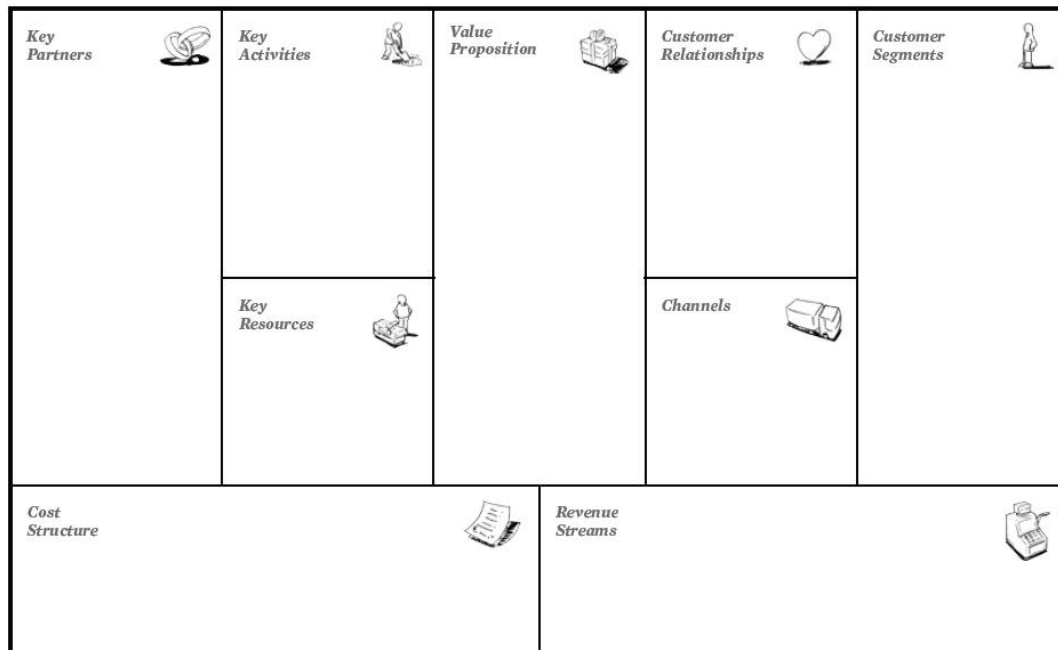 Key
Partners
Key
Activities
Value
Proposition
Customer
Relationships
Customer
Segments
Key
Resources
Channels
Cost
Structure
Revenue
Streams